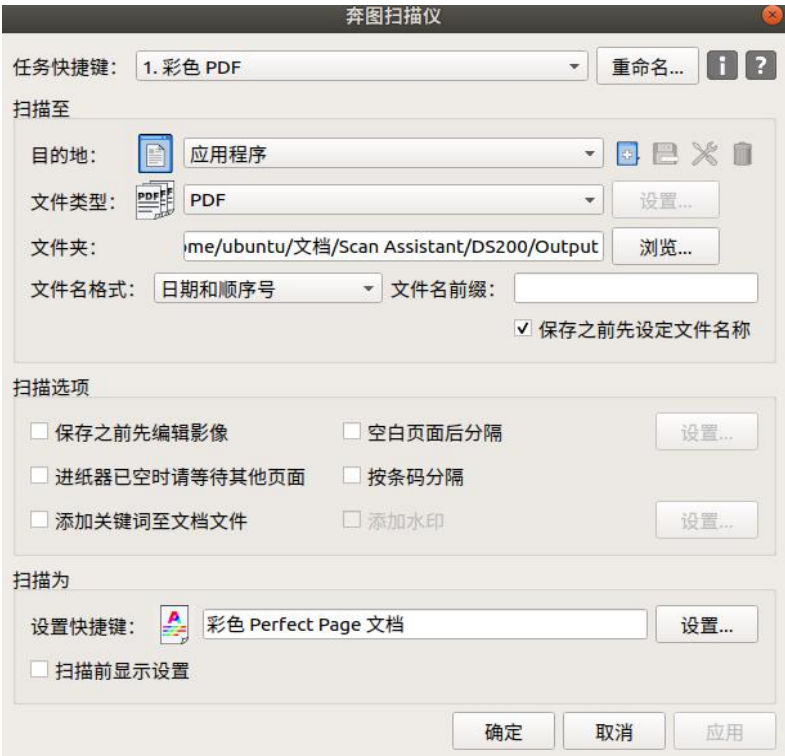 奔图扫描仪
任务快捷键： 1. 彩色 PDF 重命名... i ?
扫描至
目的地： 应用程序
文件类型： PDF PDF 设置...
文件夹： ome/ubuntu/文档/Scan Assistant/DS200/Output 浏览...
文件名格式： 日期和顺序号 文件名前缀：
保存之前先设定文件名称
扫描选项
保存之前先编辑影像 空白页面后分隔 设置...
进纸器已空时请等待其他页面 按条码分隔
添加关键词至文档文件 添加水印 设置...
扫描为
设置快捷键： A 彩色 Perfect Page 文档 设置...
扫描前显示设置
确定 取消 应用